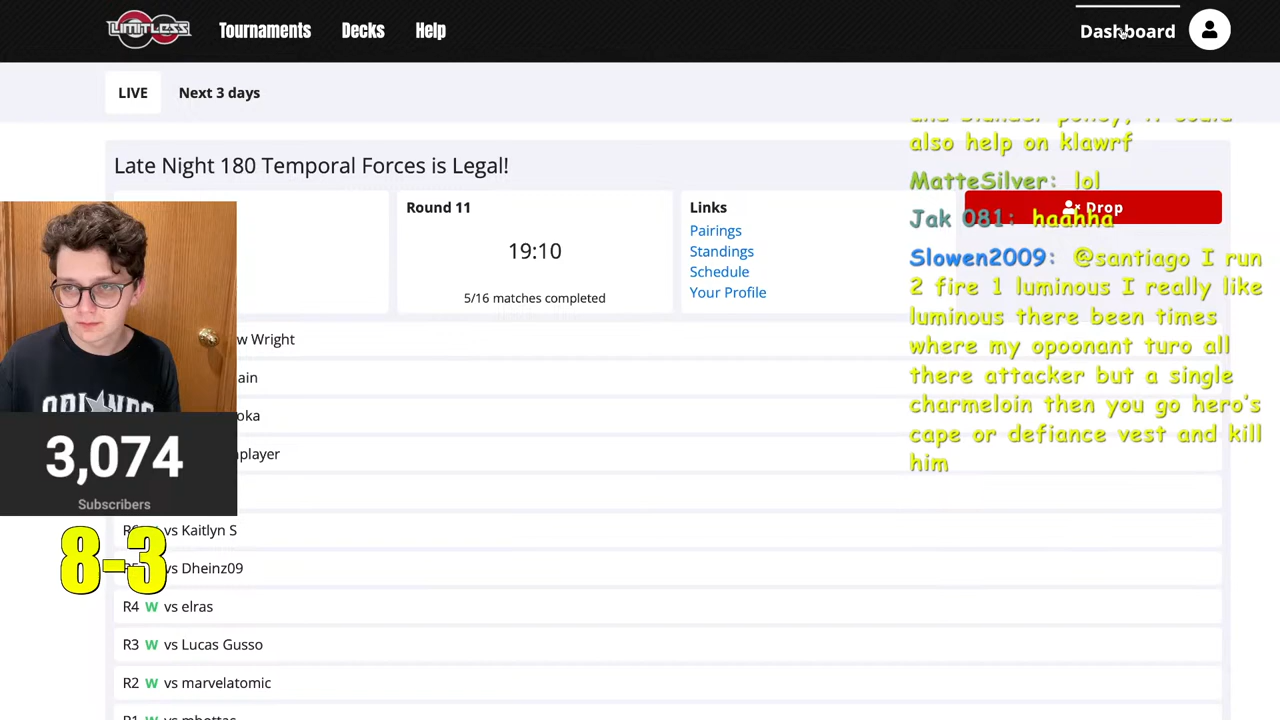 LIMITLESS Tournaments Decks Help Dashboard
LIVE Next 3 days
also help on klawrf
Late Night 180 Temporal Forces is Legal!
MatteSilver: lol
Round 11
Links
Drop
Pairings
Jak 081: haahha
19:10
Standings
Slowen2009: @santiago I run
Schedule
2 fire 1 luminous I really like
Your Profile
5/16 matches completed
luminous there been times
where my opoonant turo all
there attacker but a single
charmeloin then you go hero's
cape or defiance vest and kill
him
w Wright
ain
oka
player
3,074
Subscribers
8-3
vs Kaitlyn S
vs Dheinz09
R4 W vs elras
R3 W vs Lucas Gusso
R2 W vs marvelatomic